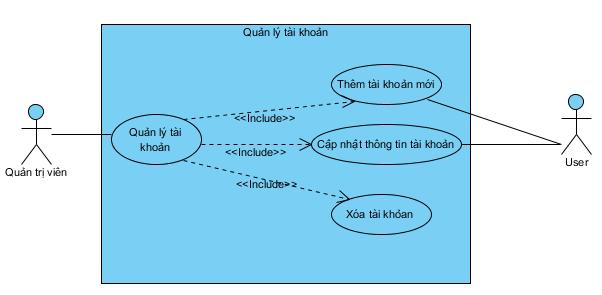 Quản lý tài khoản
Thêm tài khoản mới
<<Include>>
Quản lý tài
khoản
Cập nhật thông tin tài khoản
<<Include>>
Quản trị viên
User
<<Include>>
Xóa tài khỏan